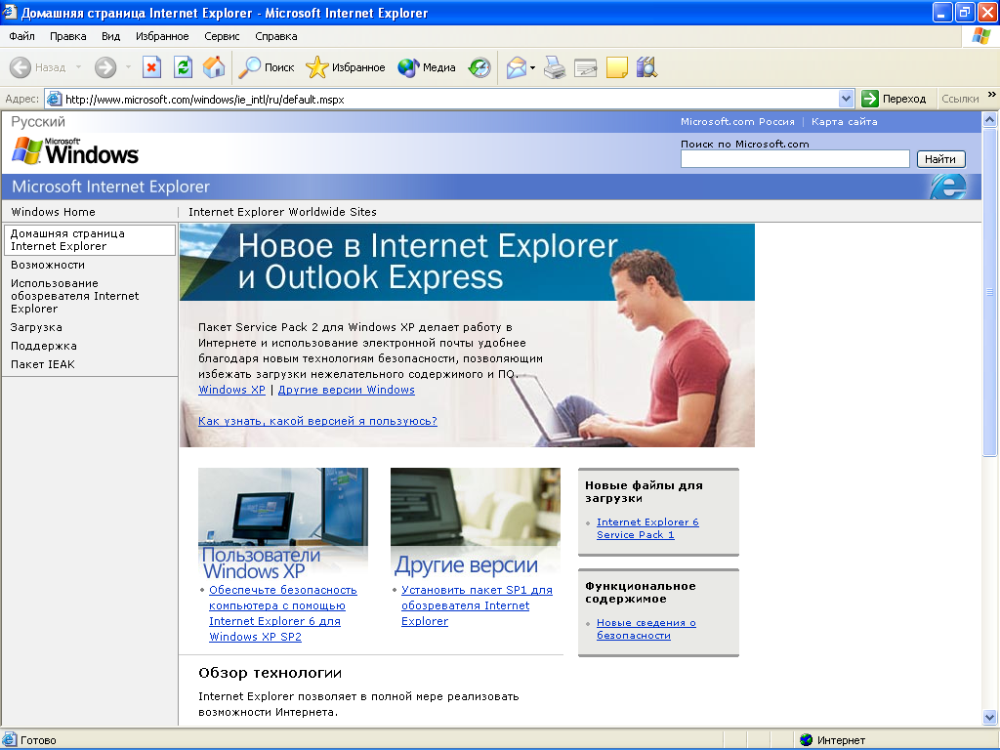 Домашняя страница Internet Explorer - Microsoft Internet Explorer
Файл Правка Вид Избранное Сервис Справка
Назад Поиск Избранное Медиа
Адрес: http://www.microsoft.com/windows/ie_intl/ru/default.mspx Переход Ссылки »
Русский Microsoft.com Россия | Карта сайта
Microsoft Windows
Поиск по Microsoft.com
Найти
Microsoft Internet Explorer
Windows Home | Internet Explorer Worldwide Sites
Домашняя страница
Internet Explorer
Возможности
Использование
обозревателя Internet
Explorer
Загрузка
Поддержка
Пакет IEAK
Новое в Internet Explorer
и Outlook Express
Пакет Service Pack 2 для Windows XP делает работу в
Интернете и использование электронной почты удобнее
благодаря новым технологиям безопасности, позволяющим
избежать загрузки нежелательного содержимого и ПО.
Windows XP | Другие версии Windows
Как узнать, какой версией я пользуюсь?
Пользователи
Windows XP
• Обеспечьте безопасность
компьютера с помощью
Internet Explorer 6 для
Windows XP SP2
Другие версии
• Установить пакет SP1 для
обозревателя Internet
Explorer
Новые файлы для
загрузки
• Internet Explorer 6
Service Pack 1
Функциональное
содержимое
• Новые сведения о
безопасности
Обзор технологии
Internet Explorer позволяет в полной мере реализовать
возможности Интернета.
Готово Интернет